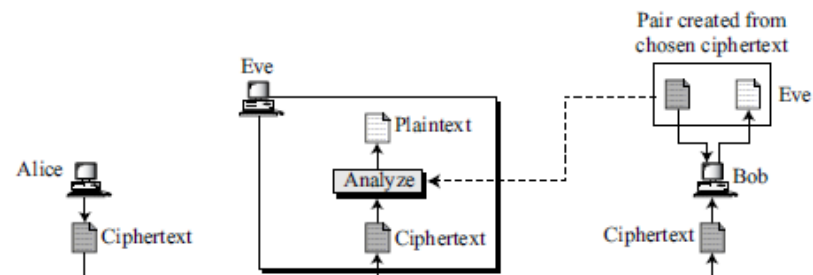 Pair created from
chosen ciphertext
Eve
Eve
Plaintext
Alice
Analyze
Bob
Ciphertext
Ciphertext
Ciphertext